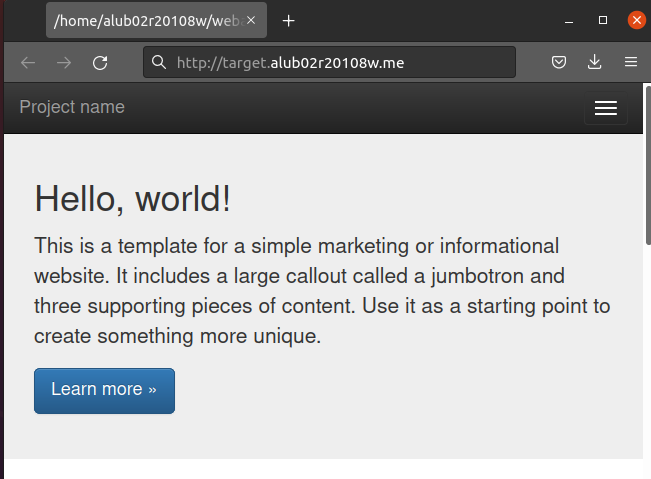 /home/alub02r20108w/web
http://target.alub02r20108w.me
Project name
Hello, world!
This is a template for a simple marketing or informational
website. It includes a large callout called a jumbotron and
three supporting pieces of content. Use it as a starting point to
create something more unique.
Learn more »